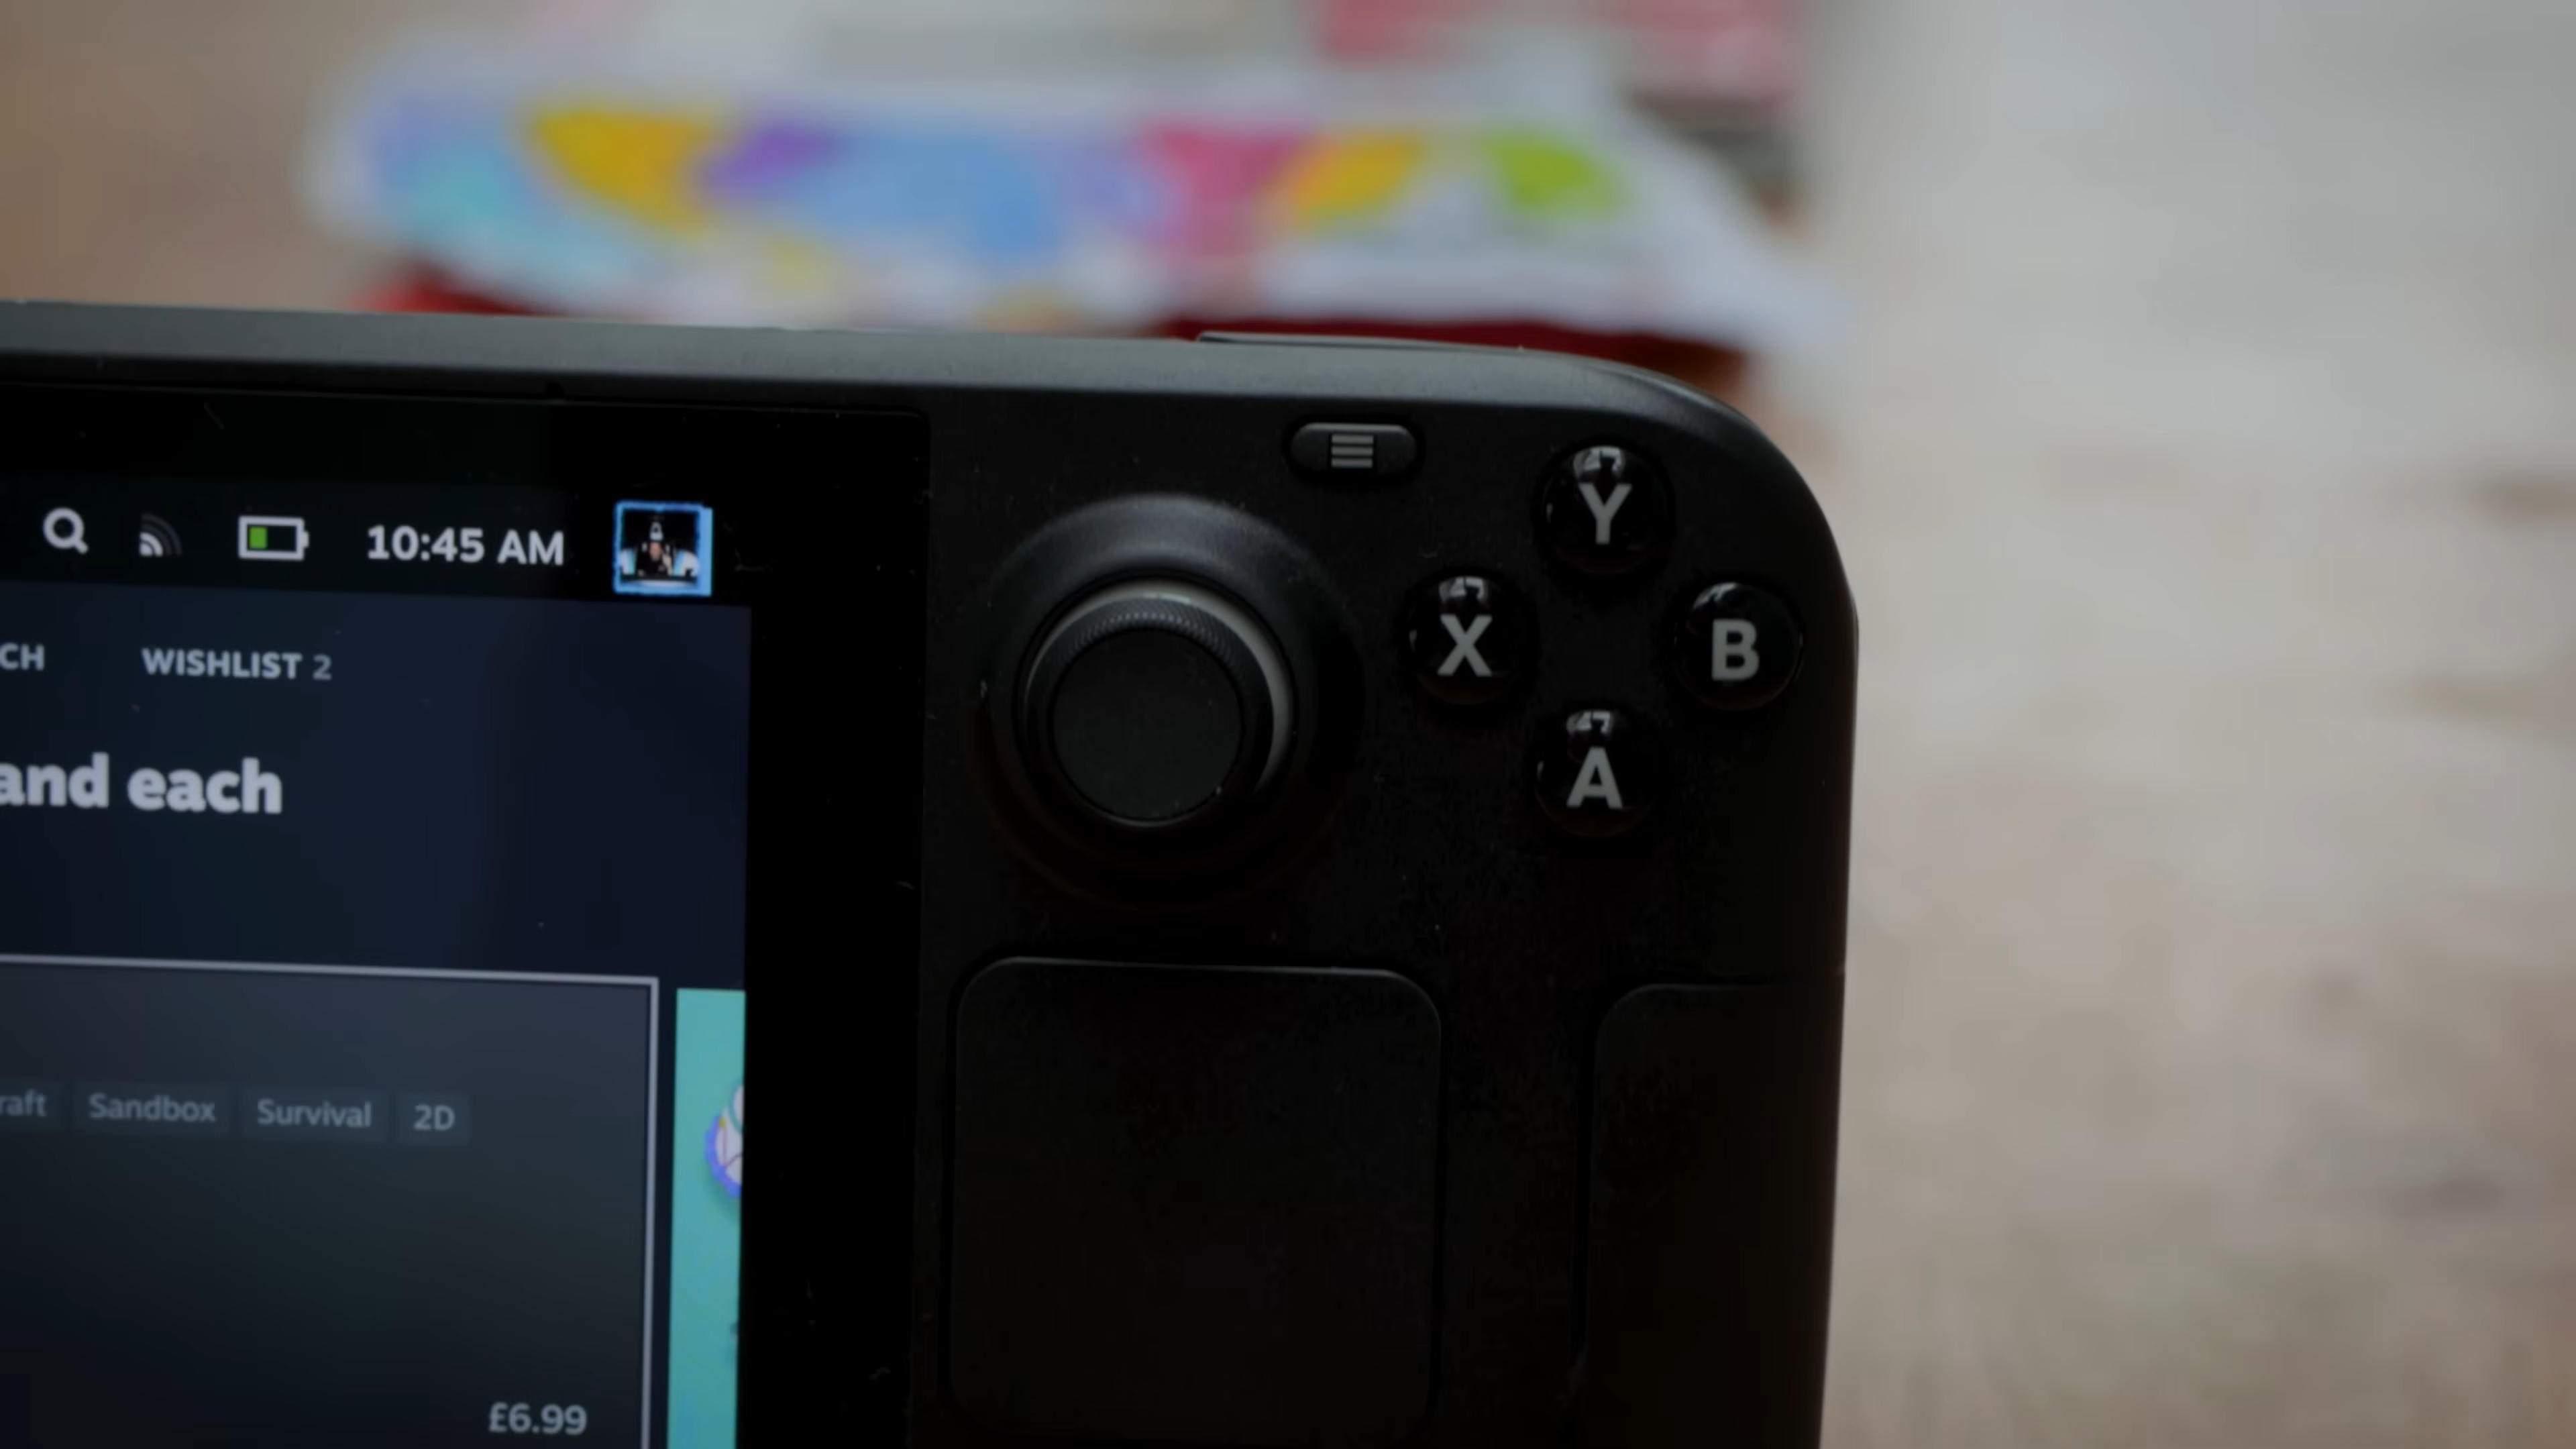 10:45 AM
CH WISHLIST 2
and each
raft Sandbox Survival 2D
£6.99
Y
X
B
A